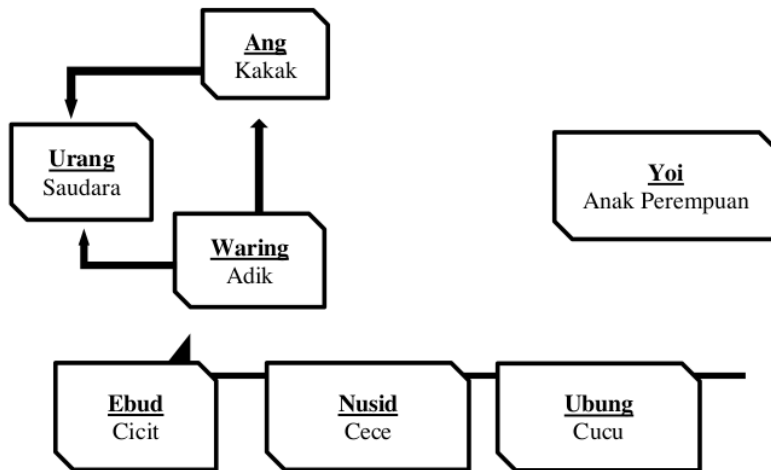 Ang
Kakak
Urang
Saudara
Yoi
Anak Perempuan
Waring
Adik
Ebud
Cicit
Nusid
Cece
Ubung
Cucu